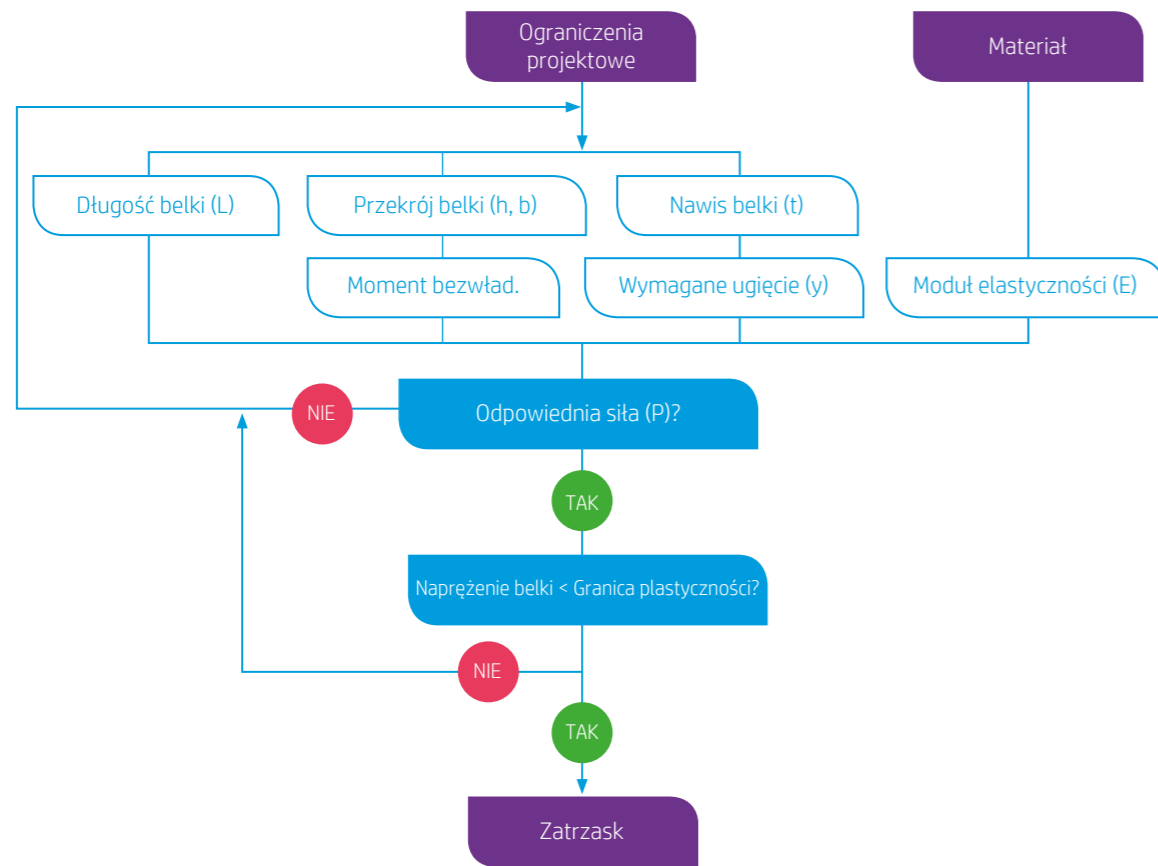 Ograniczenia
projektowe
Materiał
Długość belki (L)
Przekrój belki (h, b)
Nawis belki (t)
Moment bezwład.
Wymagane ugięcie (y)
Moduł elastyczności (E)
NIE
Odpowiednia siła (P)?
TAK
Naprężenie belki < Granica plastyczności?
NIE
TAK
Zatrzask